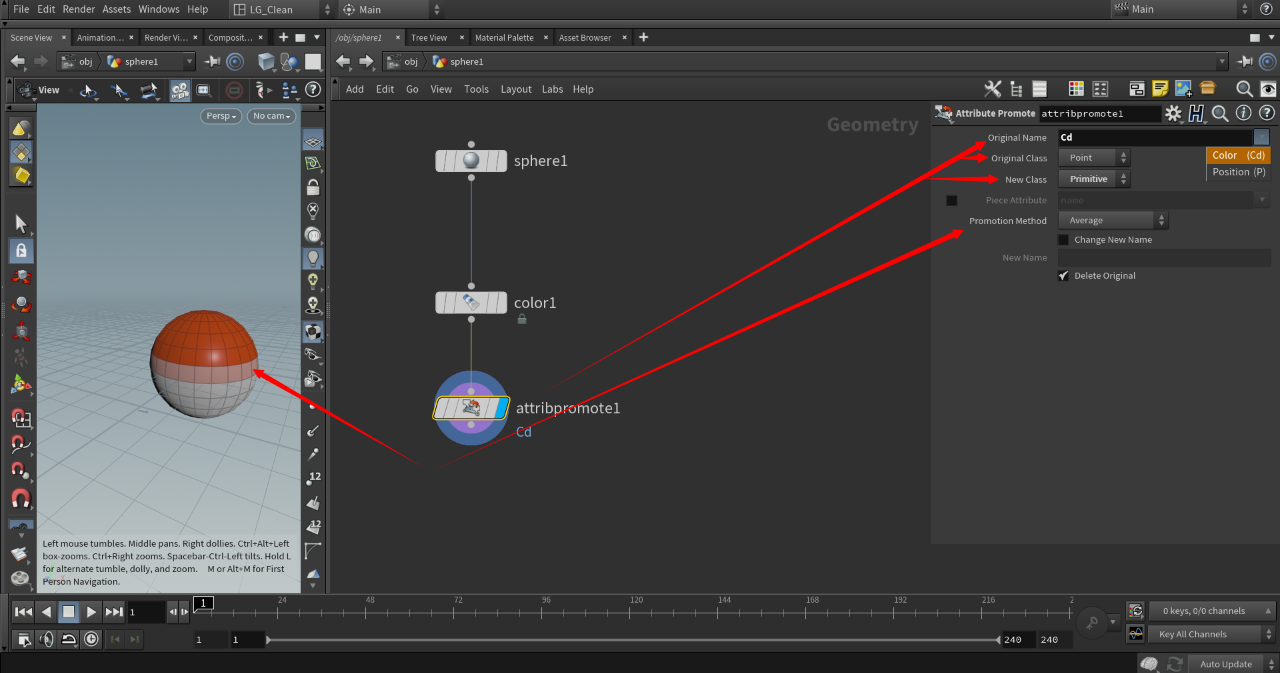 File Edit Render Assets Windows Help LG_Clean Main Main
Scene View Animation... Render Vi... Composit... /obj/sphere1 Tree View Material Palette Asset Browser
obj sphere1 obj sphere1
View Add Edit Go View Tools Layout Labs Help
Persp No cam Geometry Attribute Promote attribpromote1
Original Name Cd
Original Class Point Color (Cd)
Position (P)
New Class Primitive
Piece Attribute name
Promotion Method Average
Change New Name
New Name
Delete Original
sphere1
color1
attribpromote1
Cd
12
12
Left mouse tumbles. Middle pans. Right dollies. Ctrl+Alt+Left
box-zooms. Ctrl+Right zooms. Spacebar-Ctrl-Left tilts. Hold L
for alternate tumble, dolly, and zoom. M or Alt+M for First
Person Navigation.
1 1 24 48 72 96 120 144 168 192 216 2 0 keys, 0/0 channels
1 1 240 240 Key All Channels
Auto Update